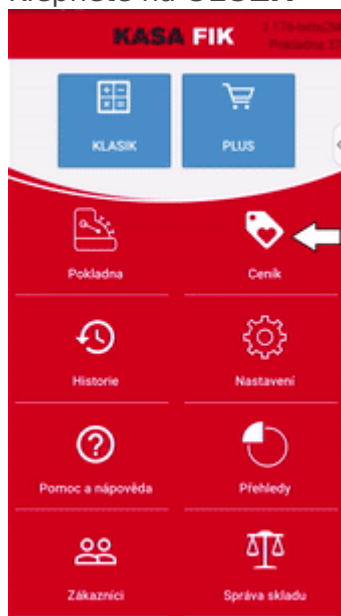 KASA FIK
KLASIK PLUS
Pokladna Ceník
Historie Nastavení
Pomoc a nápověda Přehledy
Zákazníci Správa skladu